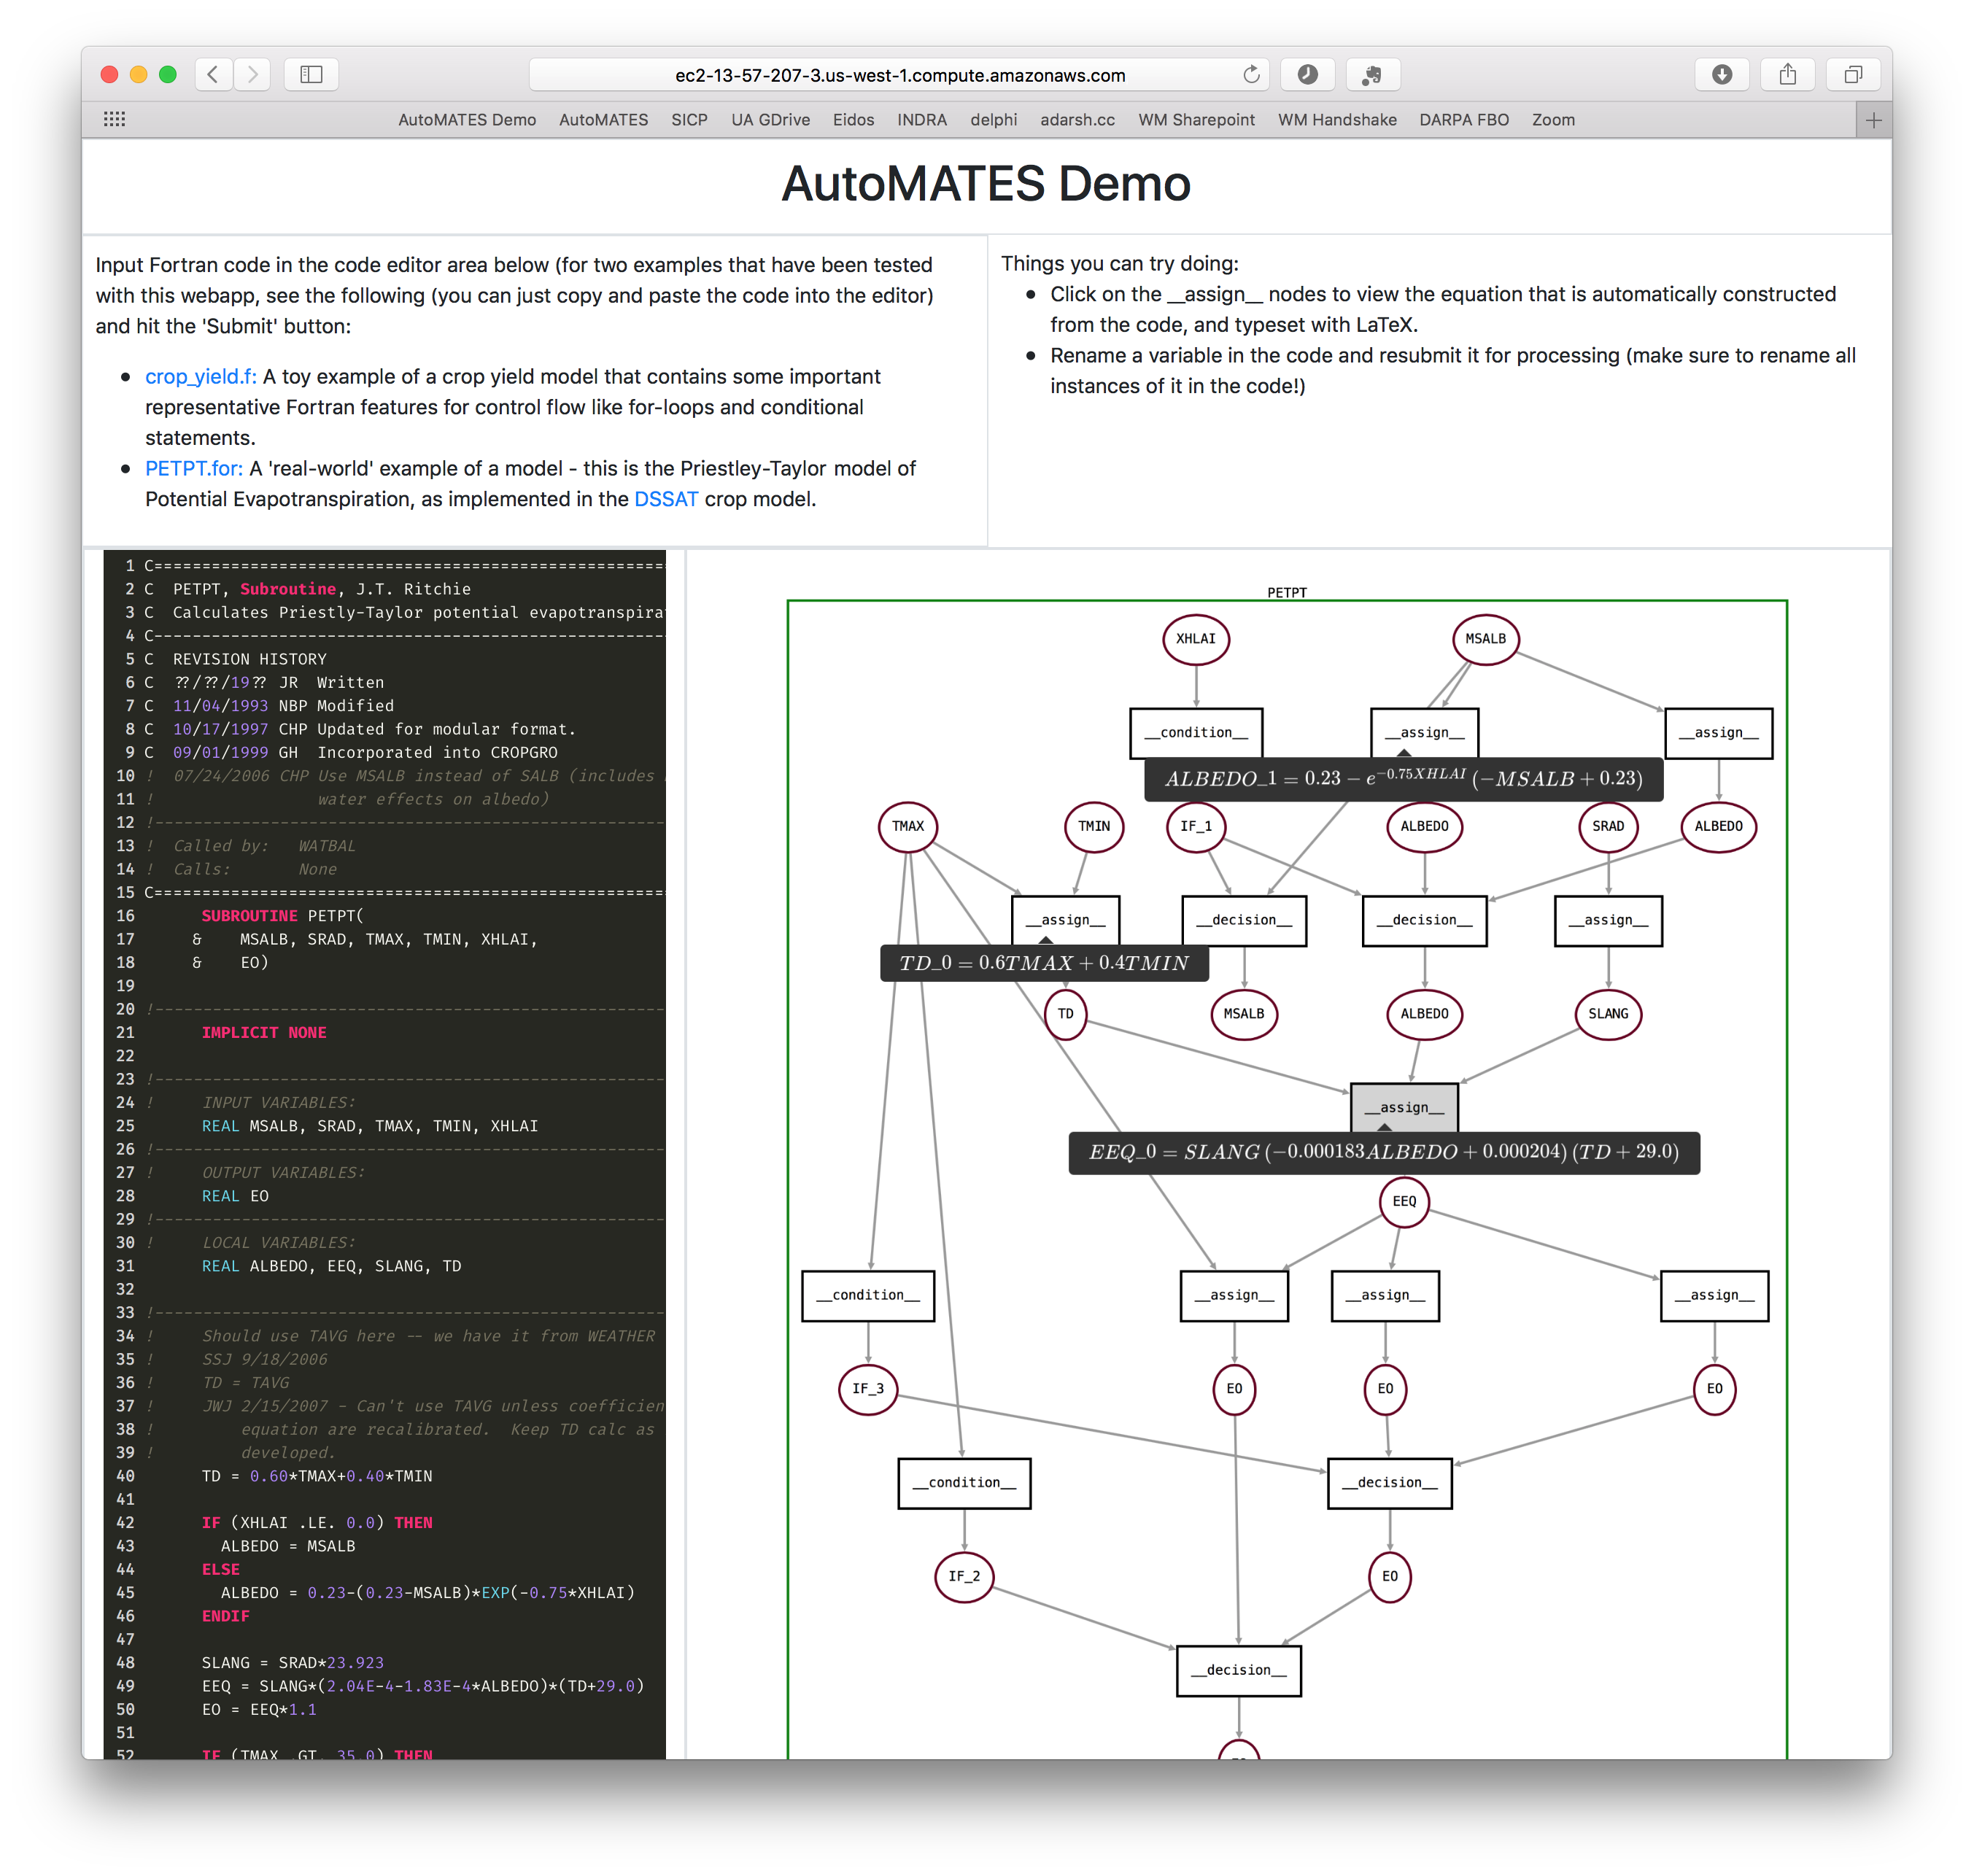 ec2-13-57-207-3.us-west-1.compute.amazonaws.com
AutoMATES Demo AutoMATES SICP UA GDrive Eidos INDRA delphi adarsh.cc WM Sharepoint WM Handshake DARPA FBO Zoom
AutoMATES Demo
Input Fortran code in the code editor area below (for two examples that have been tested
with this webapp, see the following (you can just copy and paste the code into the editor)
and hit the 'Submit' button:
• crop_yield.f: A toy example of a crop yield model that contains some important
representative Fortran features for control flow like for-loops and conditional
statements.
• PETPT.for: A 'real-world' example of a model - this is the Priestley-Taylor model of
Potential Evapotranspiration, as implemented in the DSSAT crop model.
Things you can try doing:
• Click on the __assign__ nodes to view the equation that is automatically constructed
from the code, and typeset with LaTeX.
• Rename a variable in the code and resubmit it for processing (make sure to rename all
instances of it in the code!)
1 C======================================================
2 C  PETPT, Subroutine, J.T. Ritchie
3 C  Calculates Priestly-Taylor potential evapotranspira
4 C------------------------------------------------------
5 C  REVISION HISTORY
6 C  ??/??/19?? JR  Written
7 C  11/04/1993 NBP Modified
8 C  10/17/1997 CHP Updated for modular format.
9 C  09/01/1999 GH  Incorporated into CROPGRO
10 !  07/24/2006 CHP Use MSALB instead of SALB (includes
11 !                 water effects on albedo)
12 !------------------------------------------------------
13 !  Called by:   WATBAL
14 !  Calls:       None
15 C======================================================
16      SUBROUTINE PETPT(
17     &    MSALB, SRAD, TMAX, TMIN, XHLAI,
18     &    EO)
19
20 !------------------------------------------------------
21      IMPLICIT NONE
22
23 !------------------------------------------------------
24 !     INPUT VARIABLES:
25      REAL MSALB, SRAD, TMAX, TMIN, XHLAI
26 !------------------------------------------------------
27 !     OUTPUT VARIABLES:
28      REAL EO
29 !------------------------------------------------------
30 !     LOCAL VARIABLES:
31      REAL ALBEDO, EEQ, SLANG, TD
32
33 !------------------------------------------------------
34 !     Should use TAVG here -- we have it from WEATHER
35 !     SSJ 9/18/2006
36 !     TD = TAVG
37 !     JWJ 2/15/2007 - Can't use TAVG unless coefficien
38 !         equation are recalibrated.  Keep TD calc as
39 !         developed.
40      TD = 0.60*TMAX+0.40*TMIN
41
42      IF (XHLAI .LE. 0.0) THEN
43        ALBEDO = MSALB
44      ELSE
45        ALBEDO = 0.23-(0.23-MSALB)*EXP(-0.75*XHLAI)
46      ENDIF
47
48      SLANG = SRAD*23.923
49      EEQ = SLANG*(2.04E-4-1.83E-4*ALBEDO)*(TD+29.0)
50      EO = EEQ*1.1
51
52      IF (TMAX .GT. 35.0) THEN
PETPT
XHLAI MSALB
__condition__ __assign__ __assign__
ALBEDO_1 = 0.23 − e^{−0.75XHLAI} (−MSALB + 0.23)
TMAX TMIN IF_1 ALBEDO SRAD ALBEDO
__assign__ __decision__ __decision__ __assign__
TD_0 = 0.6TMAX + 0.4TMIN
TD MSALB ALBEDO SLANG
__assign__
EEQ_0 = SLANG (−0.000183ALBEDO + 0.000204) (TD + 29.0)
EEQ
__condition__ __assign__ __assign__ __assign__
IF_3 EO EO EO
__condition__ __decision__
IF_2 EO
__decision__